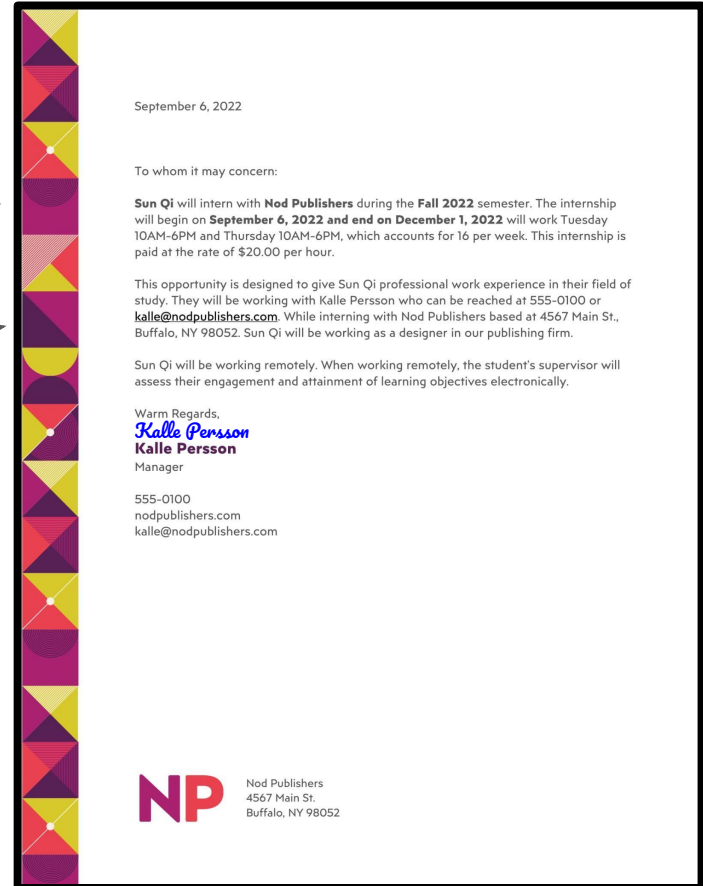 September 6, 2022
To whom it may concern:
Sun Qi will intern with Nod Publishers during the Fall 2022 semester. The internship
will begin on September 6, 2022 and end on December 1, 2022 will work Tuesday
10AM-6PM and Thursday 10AM-6PM, which accounts for 16 per week. This internship is
paid at the rate of $20.00 per hour.
This opportunity is designed to give Sun Qi professional work experience in their field of
study. They will be working with Kalle Persson who can be reached at 555-0100 or
kalle@nodpublishers.com. While interning with Nod Publishers based at 4567 Main St.,
Buffalo, NY 98052. Sun Qi will be working as a designer in our publishing firm.
Sun Qi will be working remotely. When working remotely, the student's supervisor will
assess their engagement and attainment of learning objectives electronically.
Warm Regards,
Kalle Persson
Kalle Persson
Manager
555-0100
nodpublishers.com
kalle@nodpublishers.com
NP
Nod Publishers
4567 Main St.
Buffalo, NY 98052